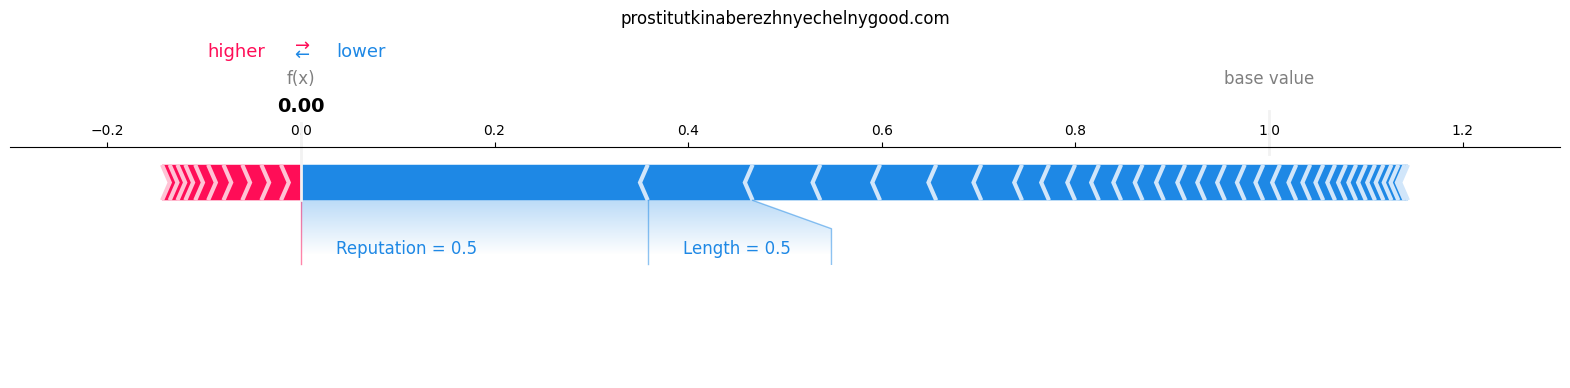 prostitutkinaberezhnyechelnygood.com
higher → ← lower
f(x) base value
0.00
−0.2 0.0 0.2 0.4 0.6 0.8 1.0 1.2
Reputation = 0.5 Length = 0.5